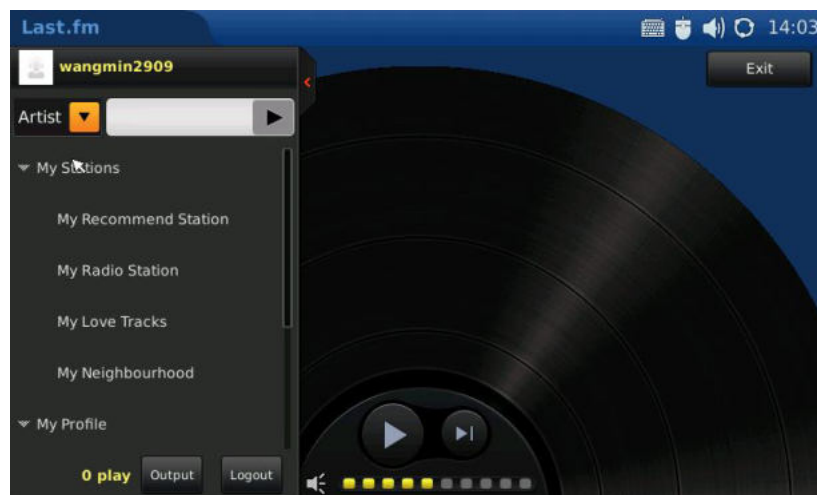 Last.fm
14:03
wangmin2909
Exit
Artist
My Stations
My Recommend Station
My Radio Station
My Love Tracks
My Neighbourhood
My Profile
0 play
Output
Logout